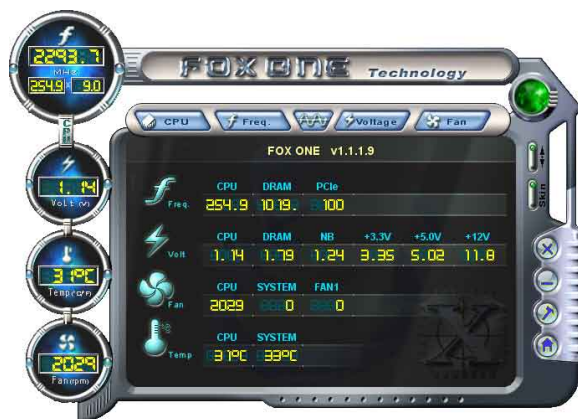 2293.7
MHZ
254.9 9.0
CPU
1.14
Volt(V)
31ºC
Temp(C/F)
2029
Fan(rpm)
FOX ONE Technology
CPU Freq. Voltage Fan
FOX ONE v1.1.1.9
CPU DRAM PCIe
Freq. 254.9 1019. 100
CPU DRAM NB +3.3V +5.0V +12V
Volt 1.14 1.79 1.24 3.35 5.02 11.8
CPU SYSTEM FAN1
Fan 2029 0 0
CPU SYSTEM
Temp 31ºC 33ºC
Skin